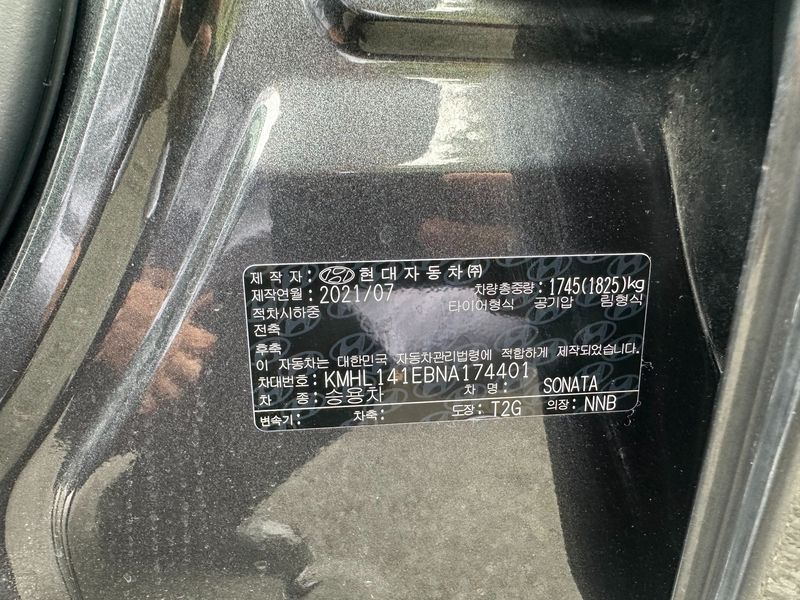 제 작 자 : 현대자동차㈜
제작연월 : 2021/07 차량총중량 : 1745(1825)kg
적차시하중 타이어형식 공기압 림형식
전축
후축
이 자동차는 대한민국 자동차관리법령에 적합하게 제작되었습니다.
차대번호 : KMHL141EBNA174401
차 종 : 승용차 차 명 : SONATA
변속기 : 차축 : 도장 : T2G 의장 : NNB